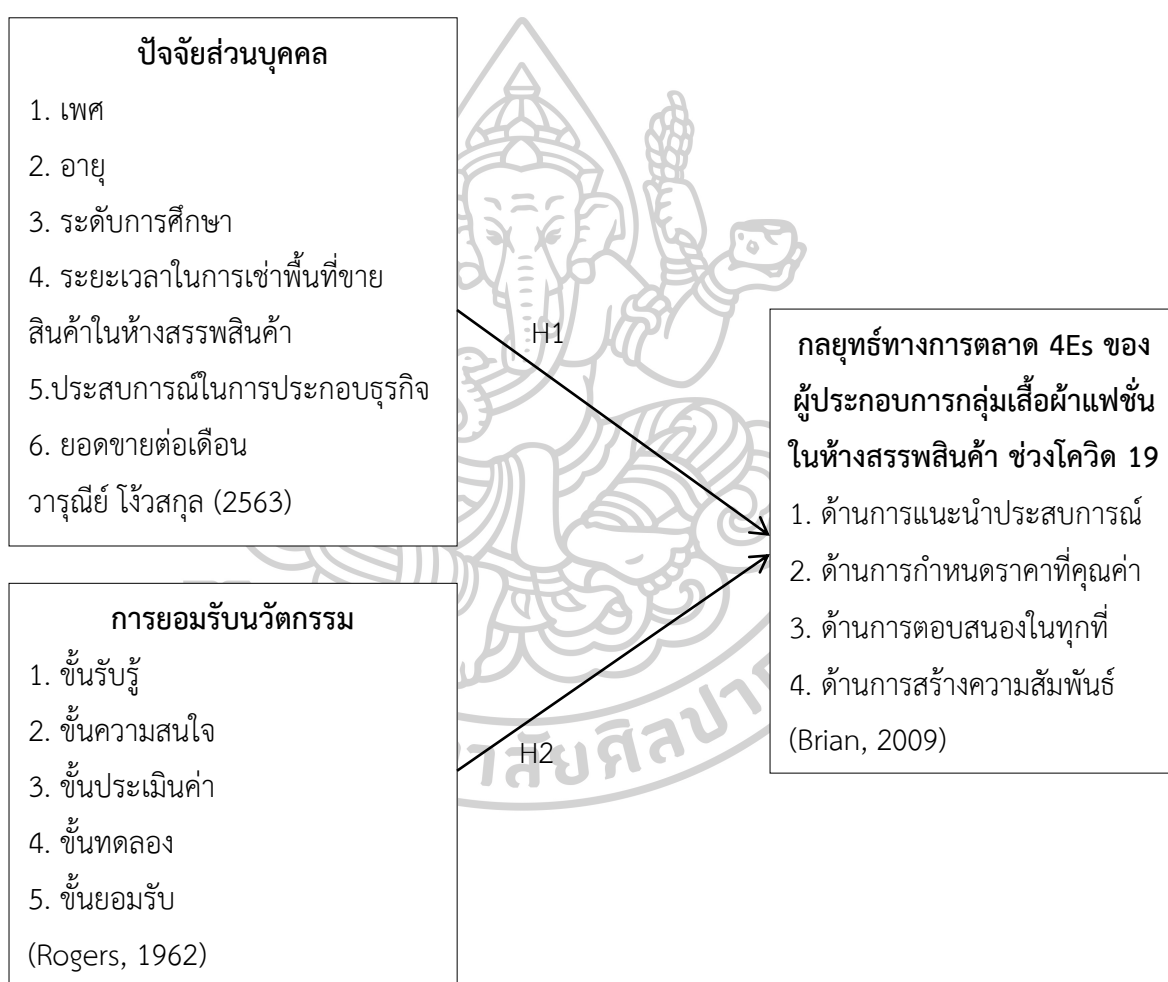 ปัจจัยส่วนบุคคล
1. เพศ
2. อายุ
3. ระดับการศึกษา
4. ระยะเวลาในการเช่าพื้นที่ขาย
สินค้าในห้างสรรพสินค้า
5.ประสบการณ์ในการประกอบธุรกิจ
6. ยอดขายต่อเดือน
วารุณีย์ โง้วสกุล (2563)
H1
การยอมรับนวัตกรรม
1. ขั้นรับรู้
2. ขั้นความสนใจ
3. ขั้นประเมินค่า
4. ขั้นทดลอง
5. ขั้นยอมรับ
(Rogers, 1962)
H2
กลยุทธ์ทางการตลาด 4Es ของ
ผู้ประกอบการกลุ่มเสื้อผ้าแฟชั่น
ในห้างสรรพสินค้า ช่วงโควิด 19
1. ด้านการแนะนำประสบการณ์
2. ด้านการกำหนดราคาที่คุณค่า
3. ด้านการตอบสนองในทุกที่
4. ด้านการสร้างความสัมพันธ์
(Brian, 2009)